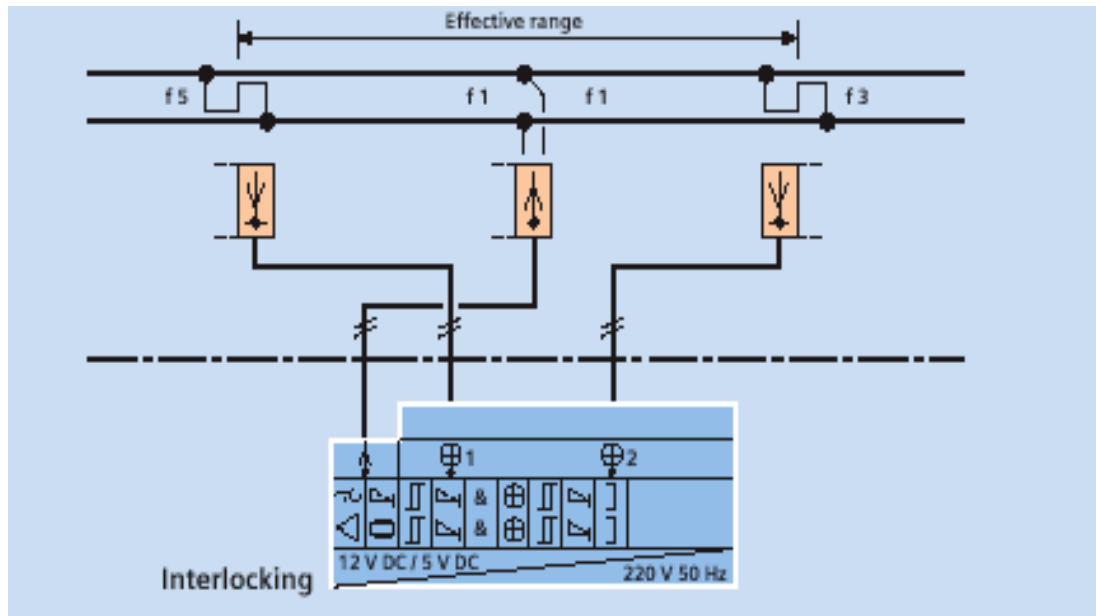 Effective range
f 5 f 1 f 1 f 3
1 2
& 
&
12 V DC / 5 V DC
220 V 50 Hz
Interlocking